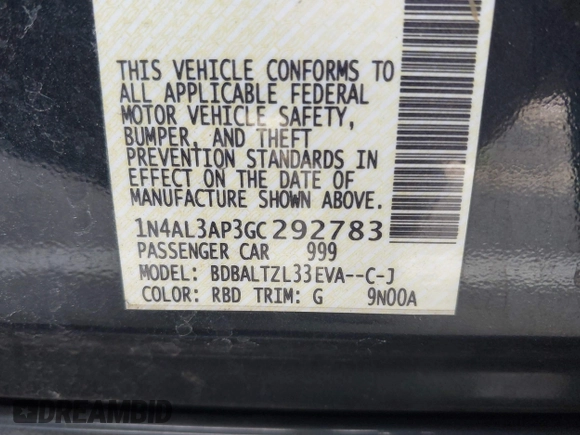 THIS VEHICLE CONFORMS TO
ALL APPLICABLE FEDERAL
MOTOR VEHICLE SAFETY,
BUMPER, AND THEFT
PREVENTION STANDARDS IN
EFFECT ON THE DATE OF
MANUFACTURE SHOWN ABOVE.
1N4AL3AP3GC292783
PASSENGER CAR 999
MODEL: BDBALTZL33EVA--C-J
COLOR: RBD TRIM: G 9N00A
DREAMBID